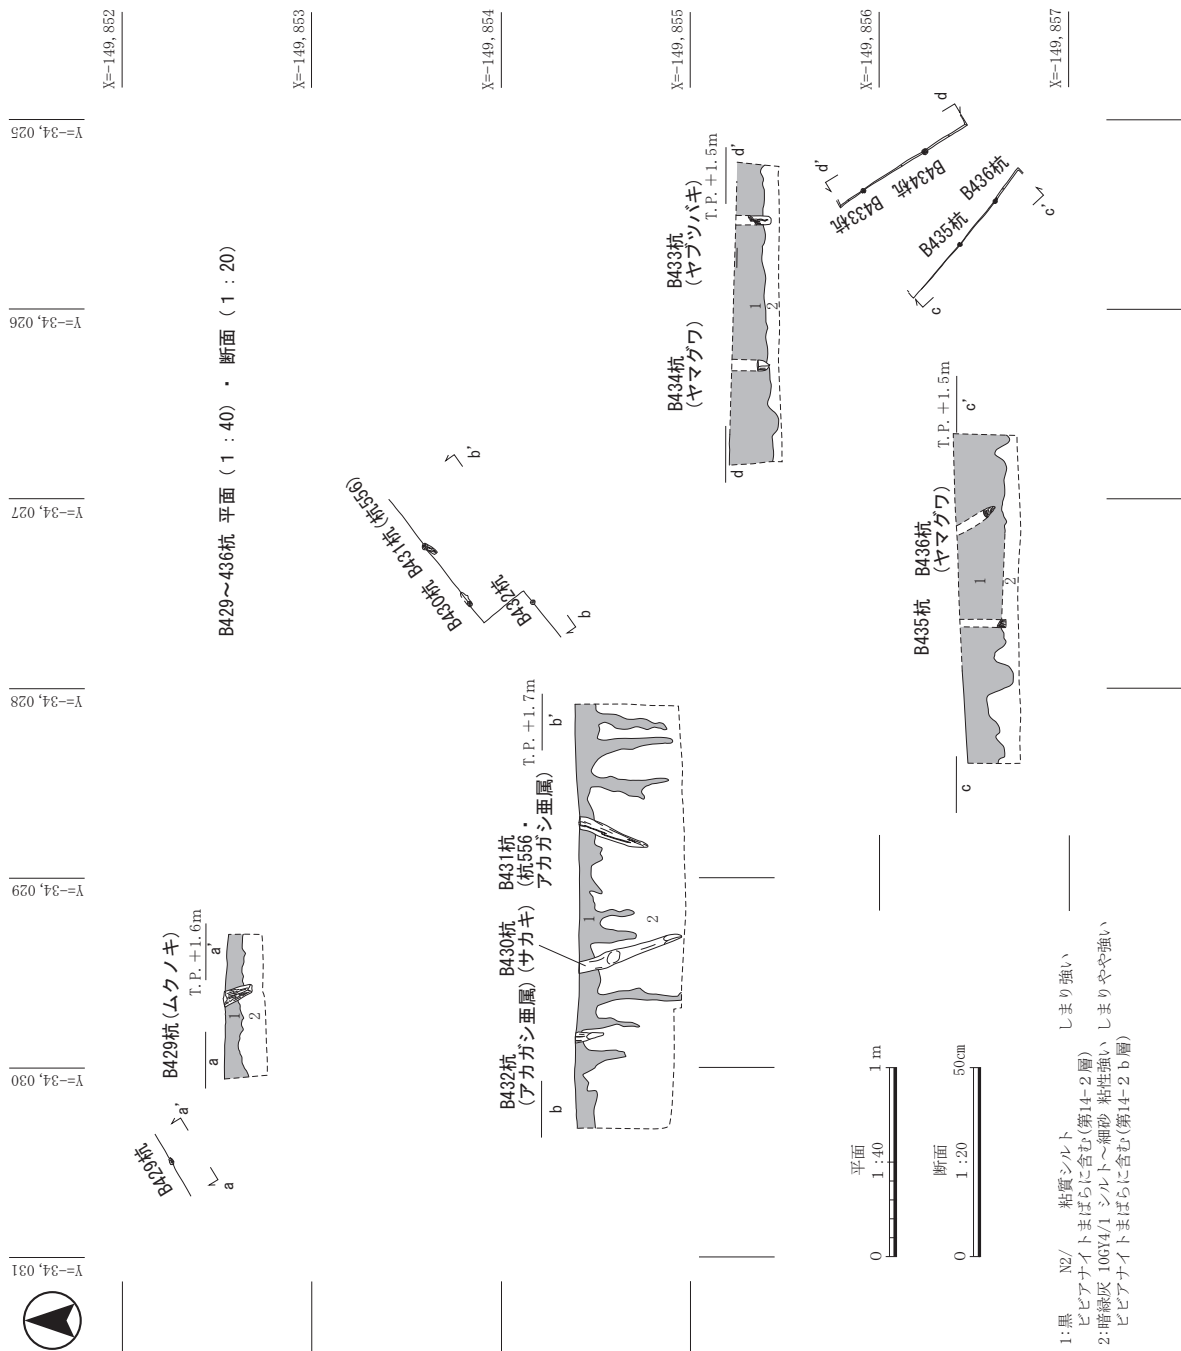 X=-149,852
X=-149,853
X=-149,854
X=-149,855
X=-149,856
X=-149,857
Y=-34,025
Y=-34,026
Y=-34,027
Y=-34,028
Y=-34,029
Y=-34,030
Y=-34,031
B429～436杭 平面（1：40）・断面（1：20）
B429杭
a
a'
B429杭(ムクノキ)
T.P.+1.6m
a
a'
1
2
B430杭
B431杭(杭556)
B432杭
b
b'
B432杭
(アカガシ亜属)
B430杭
(サカキ)
B431杭
(杭556・
アカガシ亜属)
T.P.+1.7m
b
b'
1
2
B434杭
(ヤマグワ)
B433杭
(ヤブツバキ)
T.P.+1.5m
d
d'
1
2
d'
d
B433杭
B434杭
B435杭
B436杭
c
c'
B435杭
B436杭
(ヤマグワ)
T.P.+1.5m
c
c'
1
2
平面
1:40
0
1m
断面
1:20
0
50cm
1:黒 N2/ 粘質シルト しまり強い
ビビアナイトまばらに含む(第14-2層)
2:暗緑灰 10GY4/1 シルト～細砂 粘性強い しまりやや強い
ビビアナイトまばらに含む(第14-2b層)